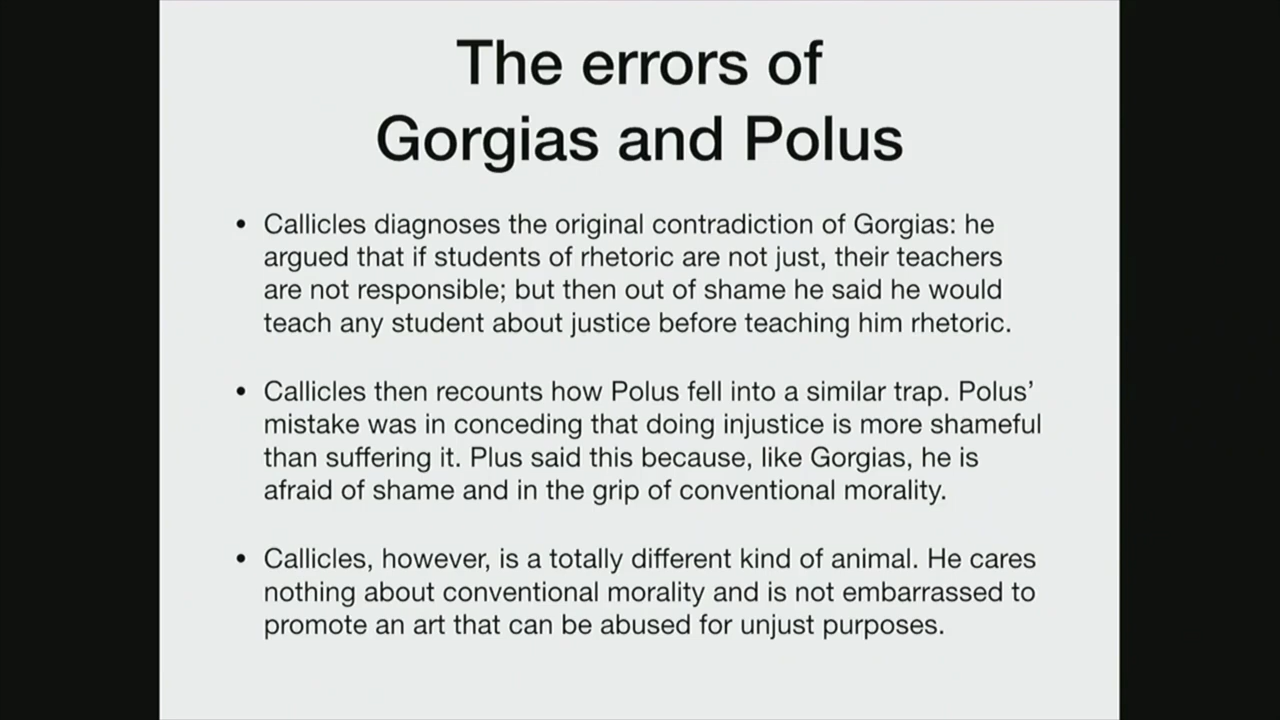 The errors of
Gorgias and Polus
• Callicles diagnoses the original contradiction of Gorgias: he
argued that if students of rhetoric are not just, their teachers
are not responsible; but then out of shame he said he would
teach any student about justice before teaching him rhetoric.
• Callicles then recounts how Polus fell into a similar trap. Polus’
mistake was in conceding that doing injustice is more shameful
than suffering it. Plus said this because, like Gorgias, he is
afraid of shame and in the grip of conventional morality.
• Callicles, however, is a totally different kind of animal. He cares
nothing about conventional morality and is not embarrassed to
promote an art that can be abused for unjust purposes.